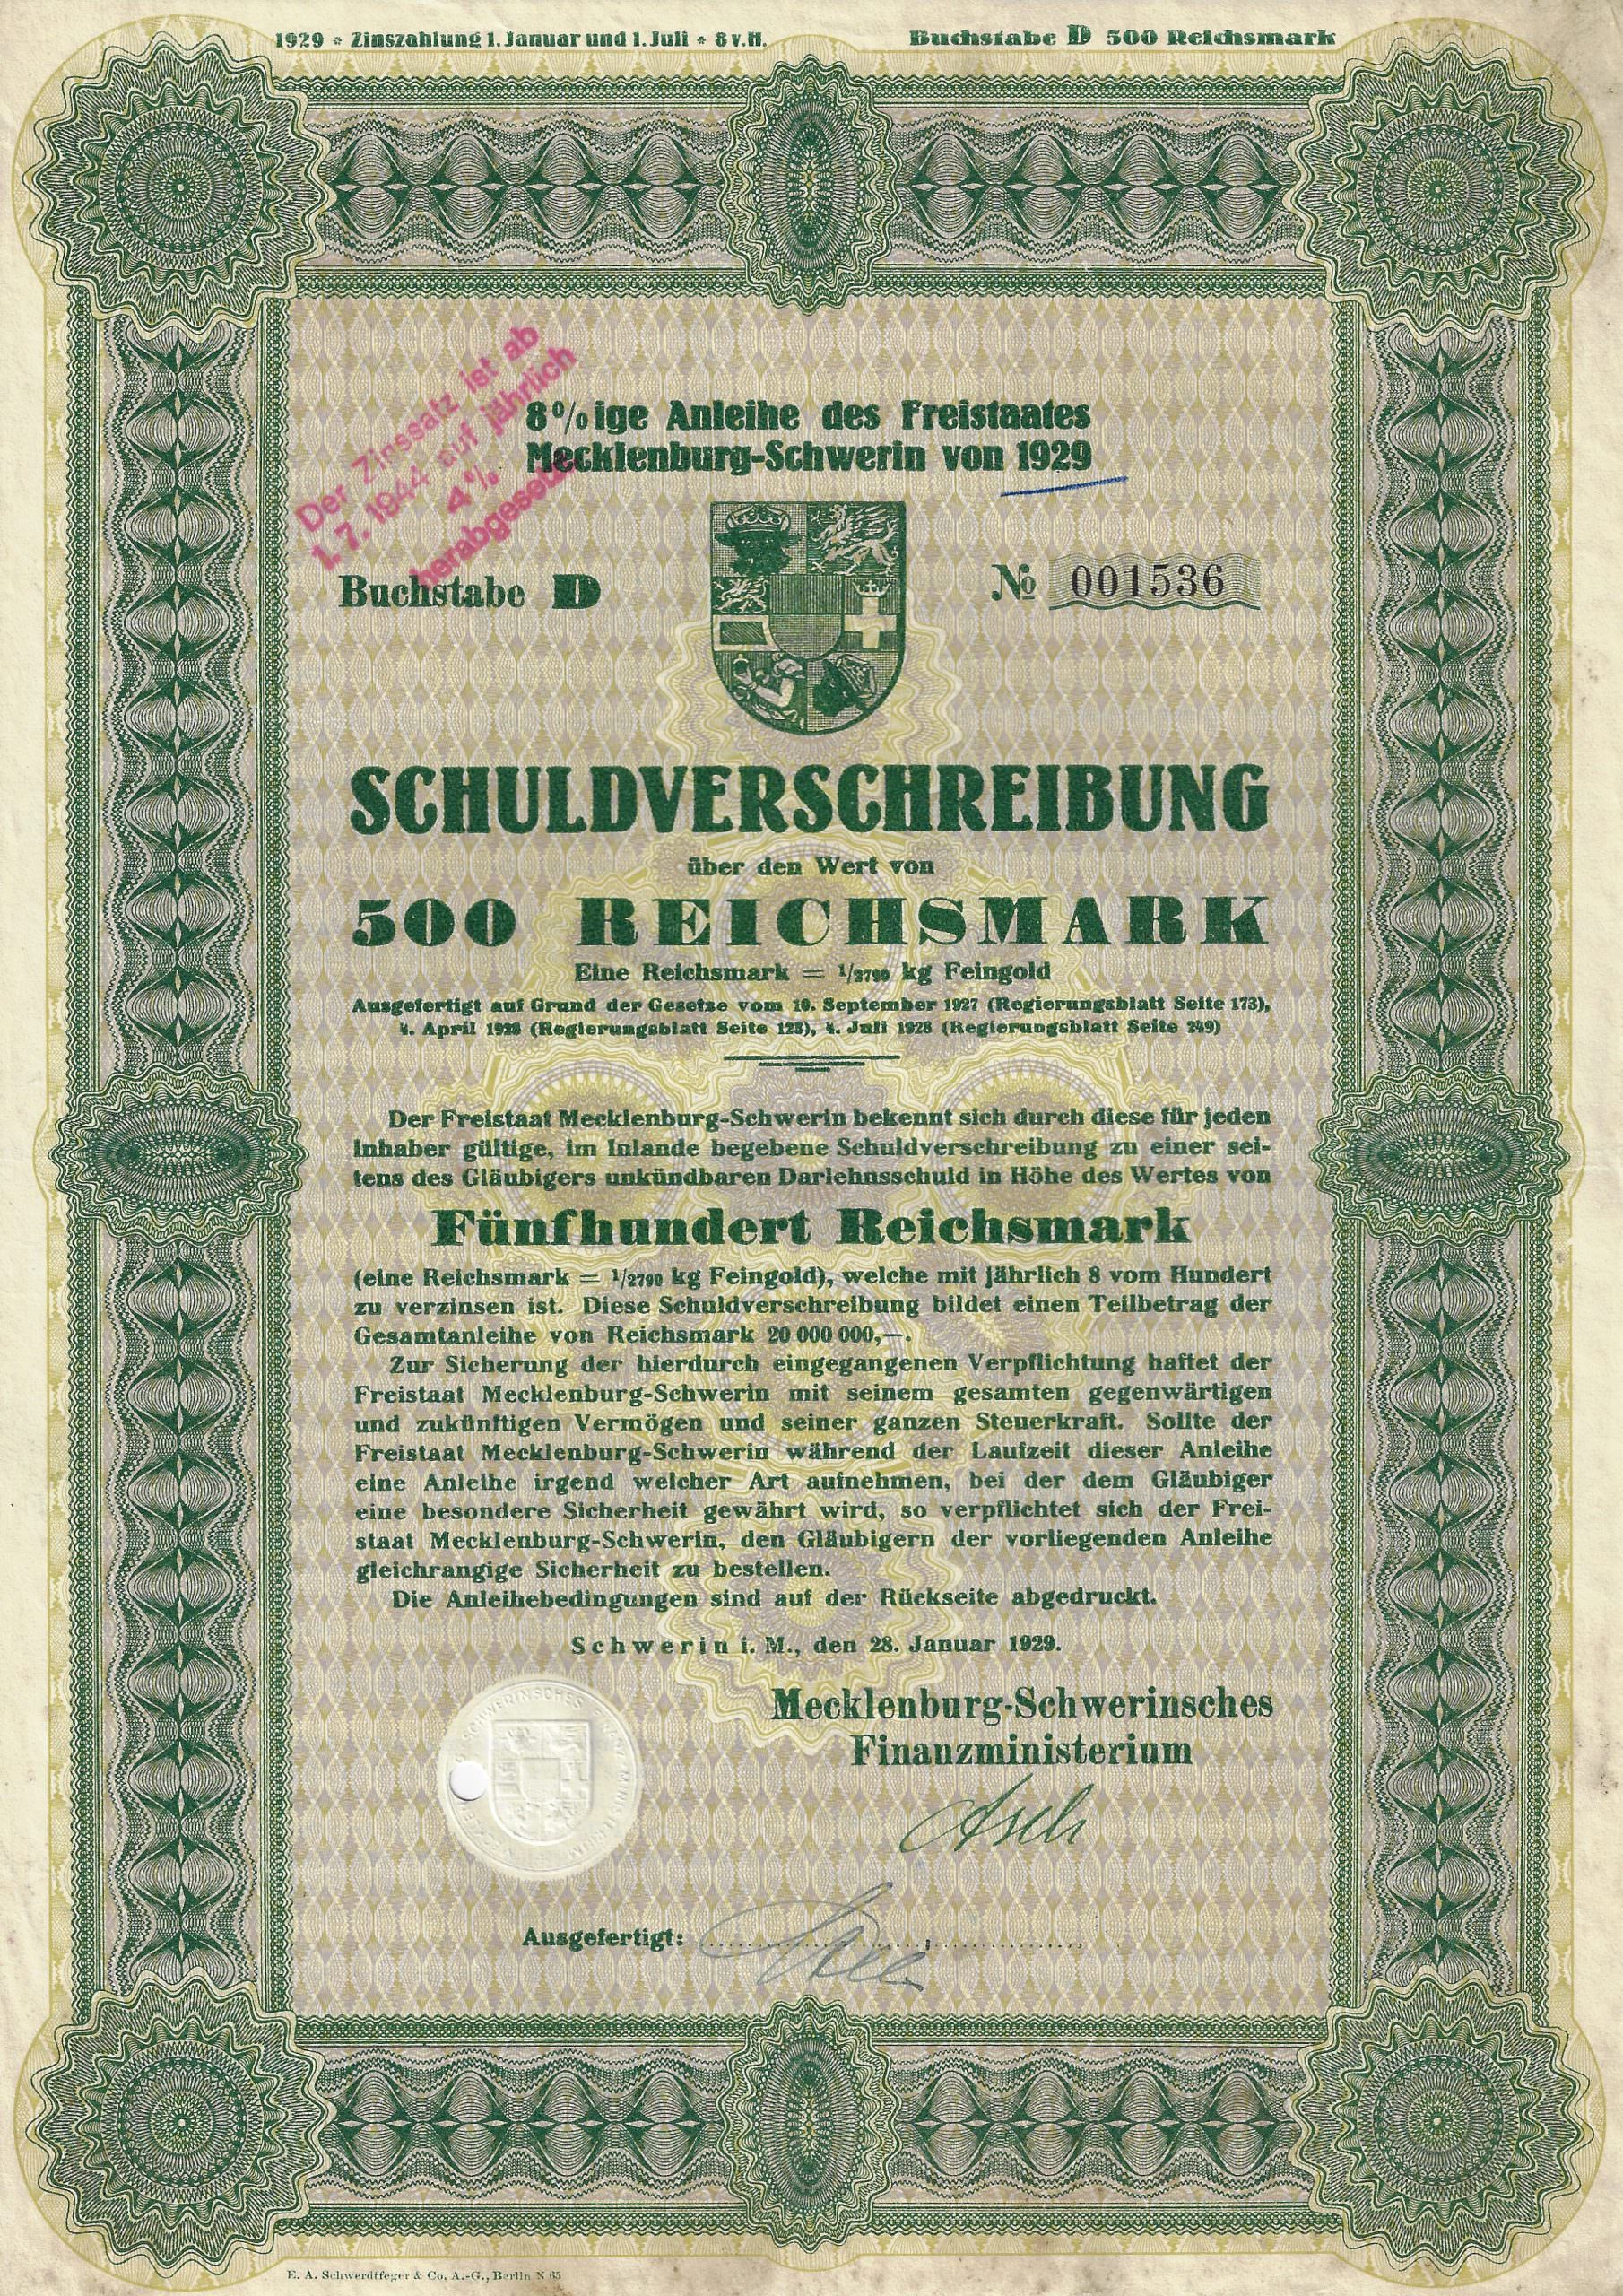 1929 * Zinszahlung 1. Januar und 1. Juli * 8 v.H.
Buchstabe D 500 Reichsmark
Der Zinssatz ist ab
1. 7. 1944 auf jährlich
4%
herabgesetzt
8%ige Anleihe des Freistaates
Mecklenburg-Schwerin von 1929
Buchstabe D
№ 001536
SCHULDVERSCHREIBUNG
über den Wert von
500 REICHSMARK
Eine Reichsmark = 1/2790 kg Feingold
Ausgefertigt auf Grund der Gesetze vom 10. September 1927 (Regierungsblatt Seite 173),
4. April 1928 (Regierungsblatt Seite 123), 4. Juli 1928 (Regierungsblatt Seite 249)
Der Freistaat Mecklenburg-Schwerin bekennt sich durch diese für jeden
Inhaber gültige, im Inlande begebene Schuldverschreibung zu einer sei-
tens des Gläubigers unkündbaren Darlehnsschuld in Höhe des Wertes von
Fünfhundert Reichsmark
(eine Reichsmark = 1/2790 kg Feingold), welche mit jährlich 8 vom Hundert
zu verzinsen ist. Diese Schuldverschreibung bildet einen Teilbetrag der
Gesamtanleihe von Reichsmark 20 000 000,—.
Zur Sicherung der hierdurch eingegangenen Verpflichtung haftet der
Freistaat Mecklenburg-Schwerin mit seinem gesamten gegenwärtigen
und zukünftigen Vermögen und seiner ganzen Steuerkraft. Sollte der
Freistaat Mecklenburg-Schwerin während der Laufzeit dieser Anleihe
eine Anleihe irgend welcher Art aufnehmen, bei der dem Gläubiger
eine besondere Sicherheit gewährt wird, so verpflichtet sich der Frei-
staat Mecklenburg-Schwerin, den Gläubigern der vorliegenden Anleihe
gleichrangige Sicherheit zu bestellen.
Die Anleihebedingungen sind auf der Rückseite abgedruckt.
Schwerin i. M., den 28. Januar 1929.
SCHWERINSCHES
Mecklenburg-Schwerinsches
Finanzministerium
Asch
Ausgefertigt:
E. A. Schwerdtfeger & Co. A.-G., Berlin N 65